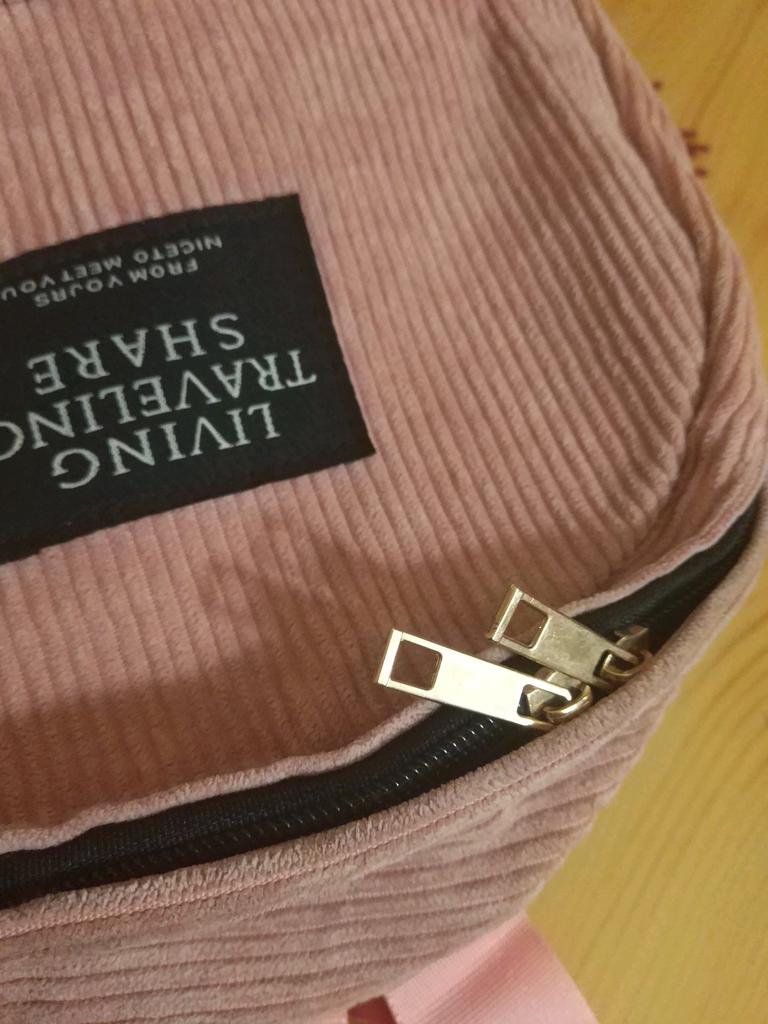 LIVING
TRAVELING
SHARE
FROM YOURS
NICETO MEET YOU